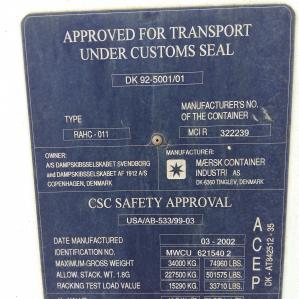 APPROVED FOR TRANSPORT
UNDER CUSTOMS SEAL
DK 92-5001/01
TYPE
RAHC - 011
MANUFACTURER'S NO.
OF THE CONTAINER
MCI R 322239
OWNER:
A/S DAMPSKIBSSELSKABET SVENDBORG
and DAMPSKIBSSELSKABET AF 1912 A/S
COPENHAGEN, DENMARK
MANUFACTURER:
MÆRSK CONTAINER
INDUSTRI AS
DK-6360 TINGLEV, DENMARK
CSC SAFETY APPROVAL
USA/AB-533/99-03
DATE MANUFACTURED 03 - 2002
IDENTIFICATION NO. MWCU 621540 2
MAXIMUM-GROSS WEIGHT 34000 KG 74960 LBS.
ALLOW. STACK, WT. 1.8G 227500 KG 501575 LBS.
RACKING TEST LOAD VALUE 15290 KG 33710 LBS
ACEP
DK - AT842512 - 35